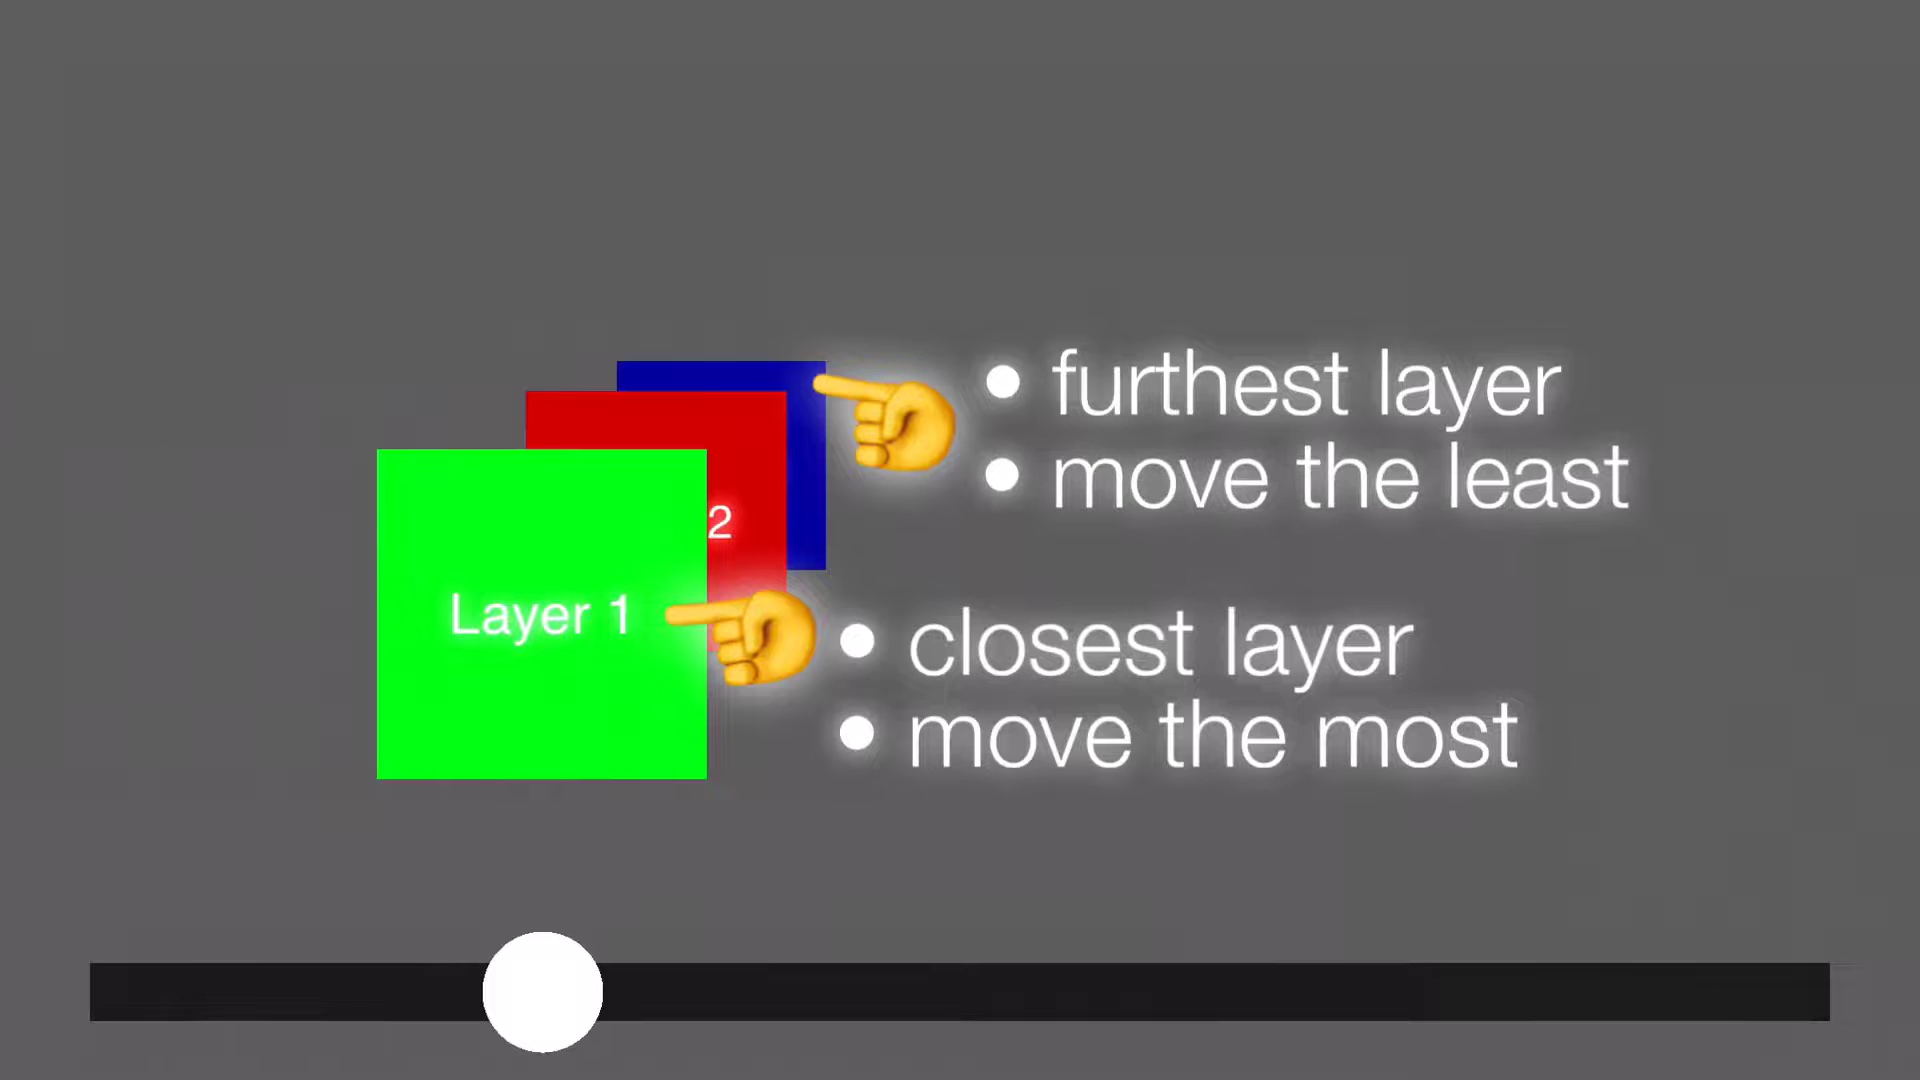 • furthest layer
• move the least
2
Layer 1
• closest layer
• move the most